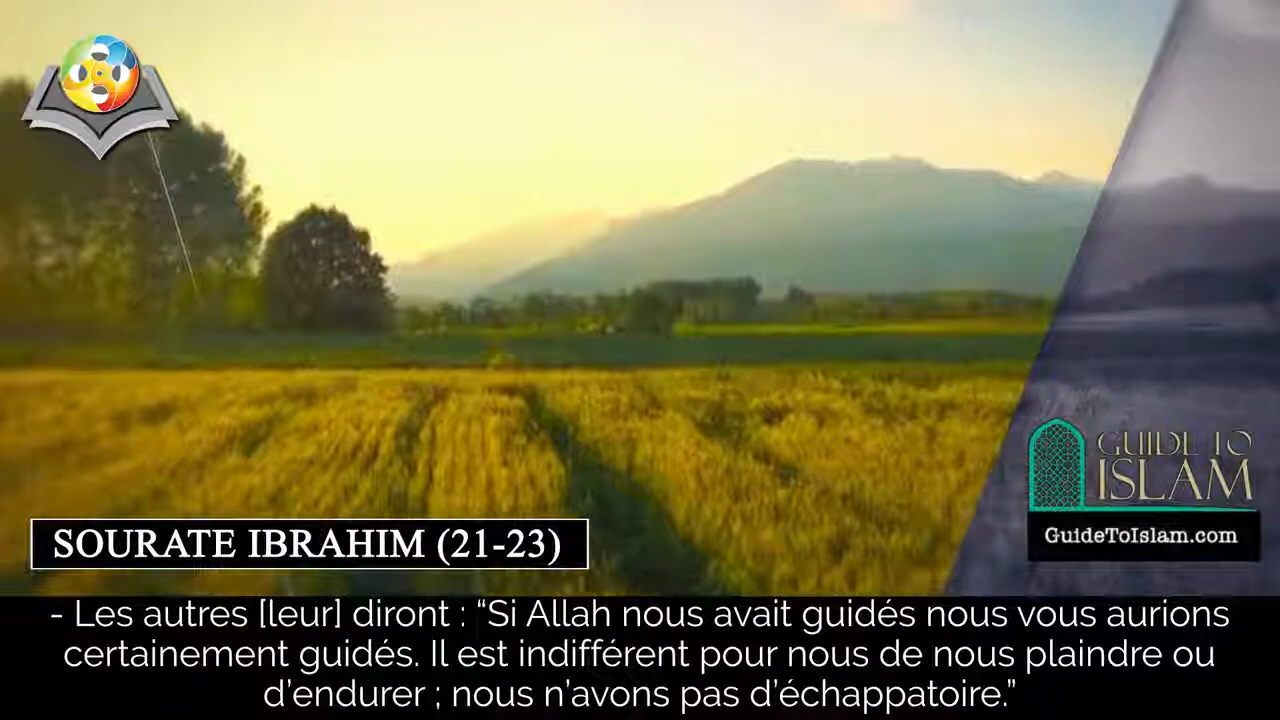 GUIDE TO
ISLAM
GuideToIslam.com
SOURATE IBRAHIM (21-23)
- Les autres [leur] diront : “Si Allah nous avait guidés nous vous aurions
certainement guidés. Il est indifférent pour nous de nous plaindre ou
d’endurer ; nous n’avons pas d’échappatoire.”